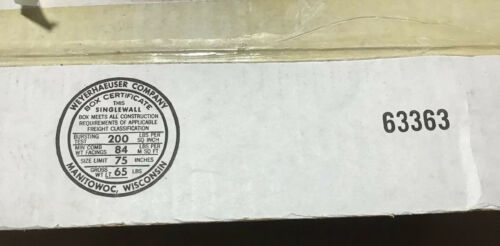 WEYERHAEUSER COMPANY
BOX CERTIFICATE
THIS
SINGLEWALL
BOX MEETS ALL CONSTRUCTION
REQUIREMENTS OF APPLICABLE
FREIGHT CLASSIFICATION
BURSTING TEST 200 LBS PER SQ INCH
MIN COMB WT FACINGS 84 LBS PER M SQ FT
SIZE LIMIT 75 INCHES
GROSS WT LT 65 LBS
MANITOWOC, WISCONSIN
63363